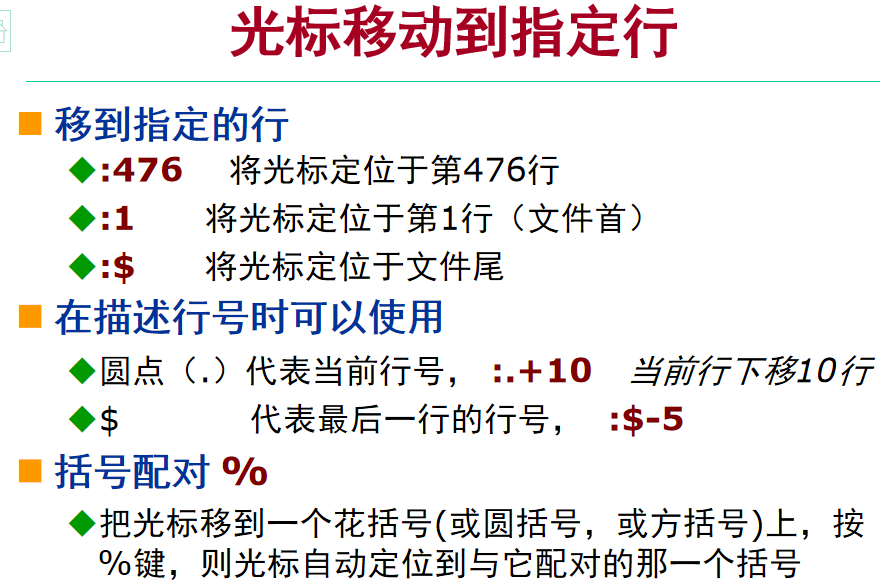 光标移动到指定行
移到指定的行
:476 将光标定位于第476行
:1 将光标定位于第1行（文件首）
:$ 将光标定位于文件尾
在描述行号时可以使用
圆点（.）代表当前行号， :.+10 当前行下移10行
$ 代表最后一行的行号， :$-5
括号配对 %
把光标移到一个花括号(或圆括号，或方括号)上，按
%键，则光标自动定位到与它配对的那一个括号